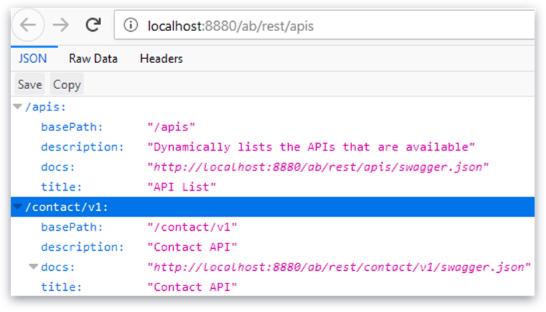 localhost:8880/ab/rest/apis
JSON Raw Data Headers
Save Copy
/apis:
basePath: "/apis"
description: "Dynamically lists the APIs that are available"
docs: "http://localhost:8880/ab/rest/apis/swagger.json"
title: "API List"
/contact/v1:
basePath: "/contact/v1"
description: "Contact API"
docs: "http://localhost:8880/ab/rest/contact/v1/swagger.json"
title: "Contact API"